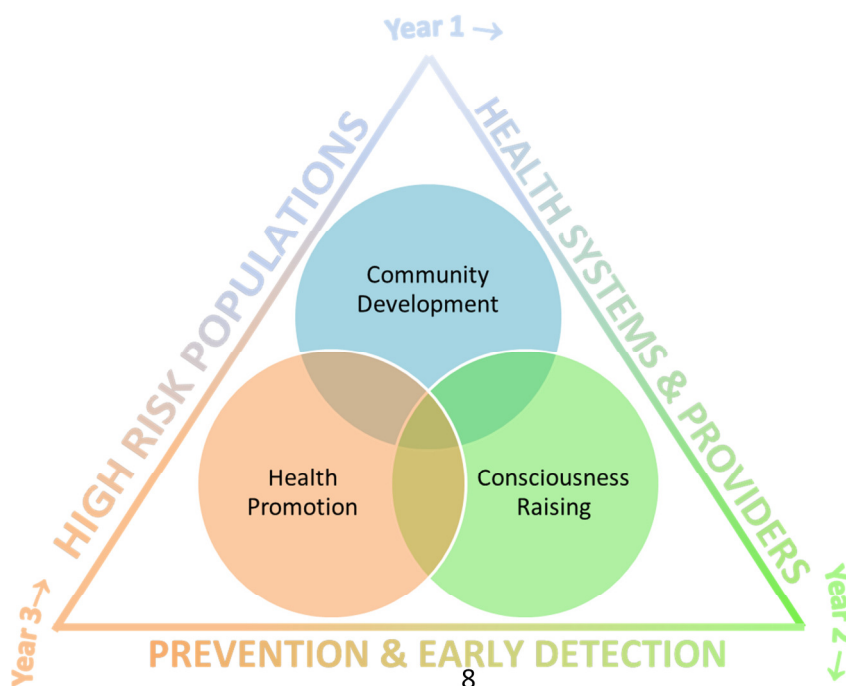 Year 1 →
HIGH RISK POPULATIONS
HEALTH SYSTEMS & PROVIDERS
Community
Development
Health
Promotion
Consciousness
Raising
Year 3 →
Year 2 →
PREVENTION & EARLY DETECTION
8